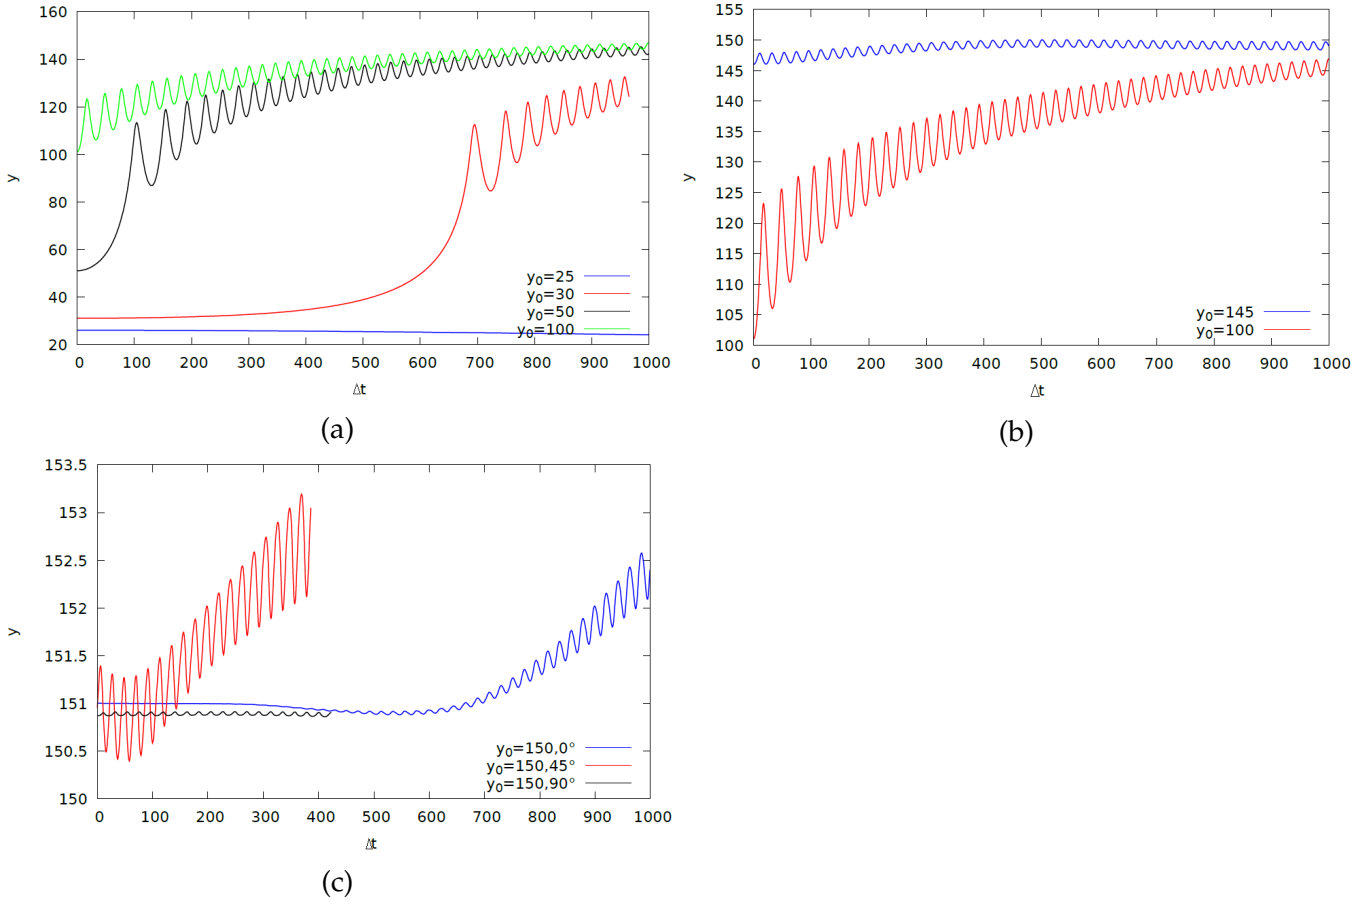 160
140
120
100
80
60
40
20
y
y₀=25
y₀=30
y₀=50
y₀=100
0 100 200 300 400 500 600 700 800 900 1000
Δt
(a)
155
150
145
140
135
130
125
120
115
110
105
100
y
y₀=145
y₀=100
0 100 200 300 400 500 600 700 800 900 1000
Δt
(b)
153.5
153
152.5
152
151.5
151
150.5
150
y
y₀=150,0°
y₀=150,45°
y₀=150,90°
0 100 200 300 400 500 600 700 800 900 1000
Δt
(c)